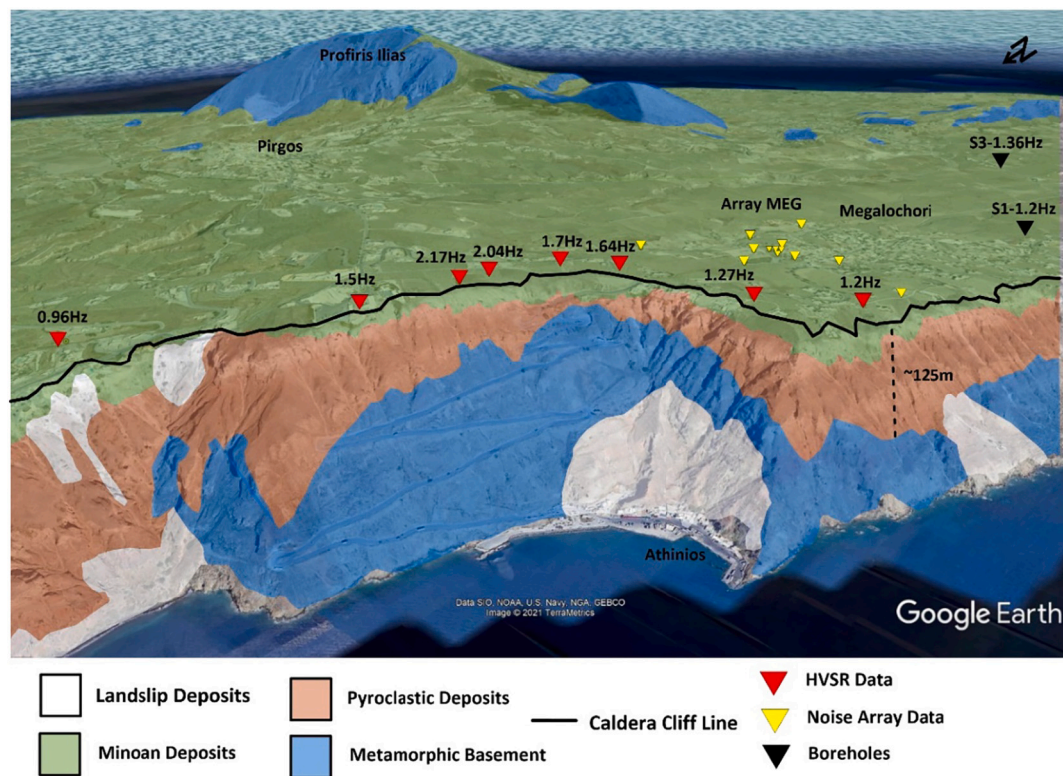 Profiris Ilias
Z
Pirgos
S3-1.36Hz
Array MEG
Megalochori
S1-1.2Hz
2.17Hz
2.04Hz
1.7Hz
1.64Hz
1.5Hz
1.27Hz
1.2Hz
0.96Hz
~125m
Athinios
Data SIO, NOAA, U.S. Navy, NGA, GEBCO
Image © 2021 TerraMetrics
Google Earth
Landslip Deposits
Pyroclastic Deposits
HVSR Data
Caldera Cliff Line
Noise Array Data
Minoan Deposits
Metamorphic Basement
Boreholes